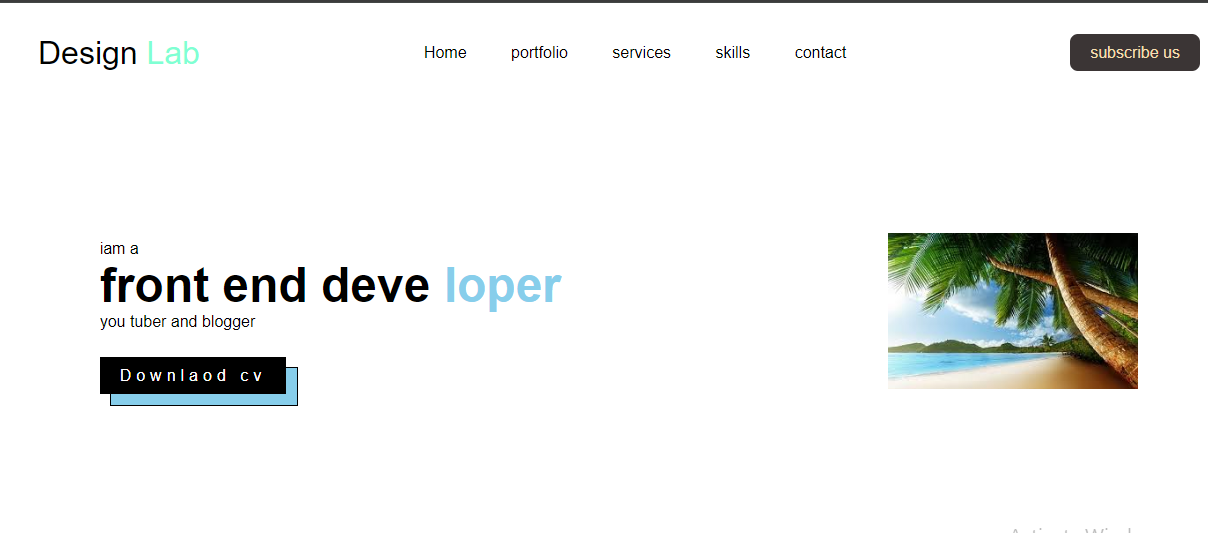 Design Lab
Home portfolio services skills contact
subscribe us
iam a
front end deve loper
you tuber and blogger
Downlaod cv